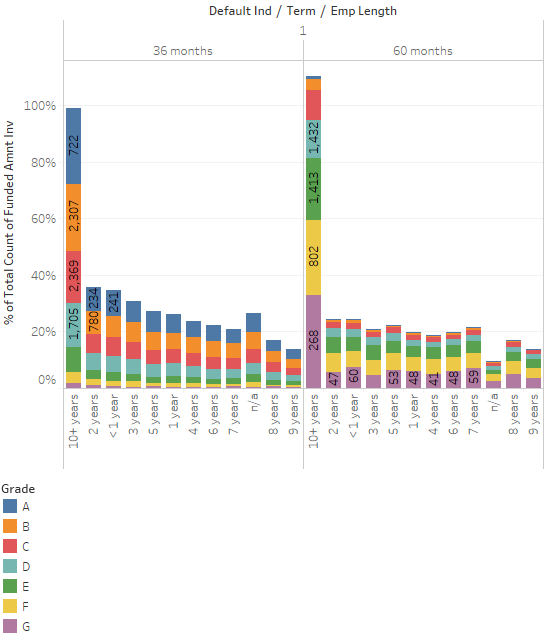 Default Ind / Term / Emp Length
1
36 months
60 months
% of Total Count of Funded Amnt Inv
100%
80%
60%
40%
20%
0%
722
2,307
2,369
1,705
234
780
241
1,432
1,413
802
268
47
60
53
48
41
48
59
10+ years
2 years
< 1 year
3 years
5 years
1 year
4 years
6 years
7 years
n/a
8 years
9 years
10+ years
2 years
< 1 year
3 years
5 years
1 year
4 years
6 years
7 years
n/a
8 years
9 years
Grade
A
B
C
D
E
F
G